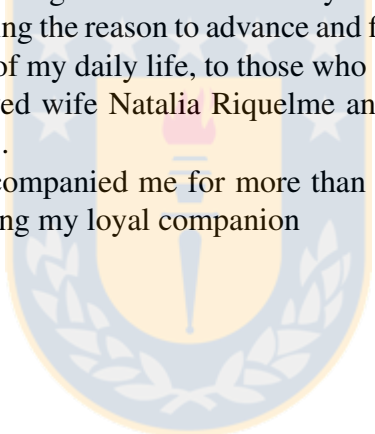 ing the reason to advance and f
of my daily life, to those who
ed wife Natalia Riquelme an
.
companied me for more than
ng my loyal companion